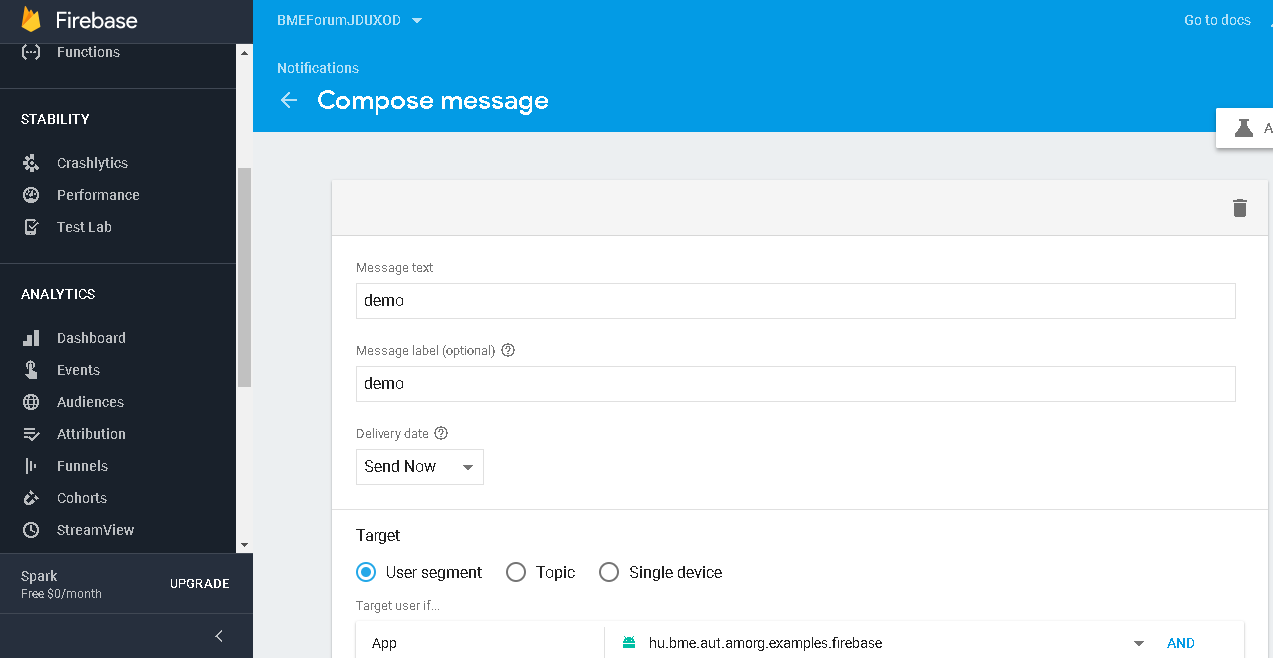 Firebase
Functions
STABILITY
Crashlytics
Performance
Test Lab
ANALYTICS
Dashboard
Events
Audiences
Attribution
Funnels
Cohorts
StreamView
Spark
Free $0/month
UPGRADE
BMEForumJDUXOD
Go to docs
Notifications
Compose message
A
Message text
demo
Message label (optional)
demo
Delivery date
Send Now
Target
User segment Topic Single device
Target user if...
App hu.bme.aut.amorg.examples.firebase AND